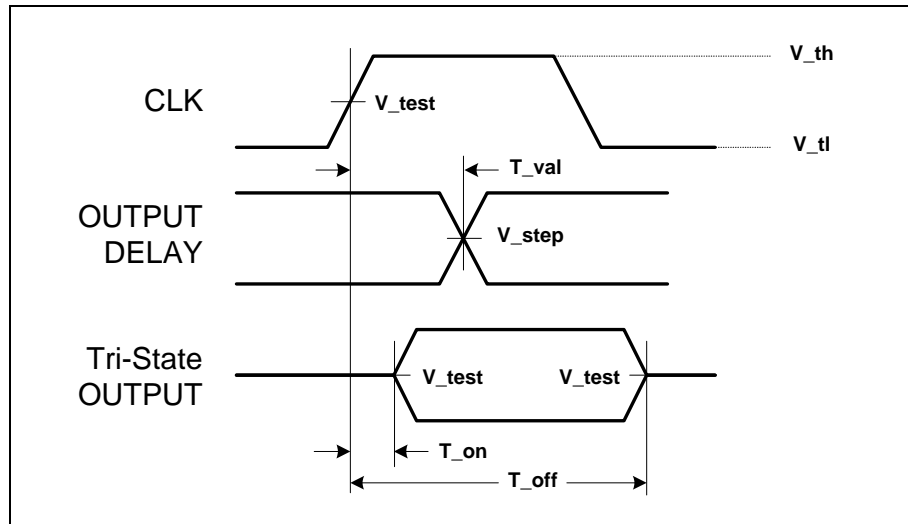 V_th
CLK
V_test
V_tl
T_val
OUTPUT
DELAY
V_step
Tri-State
OUTPUT
V_test
V_test
T_on
T_off